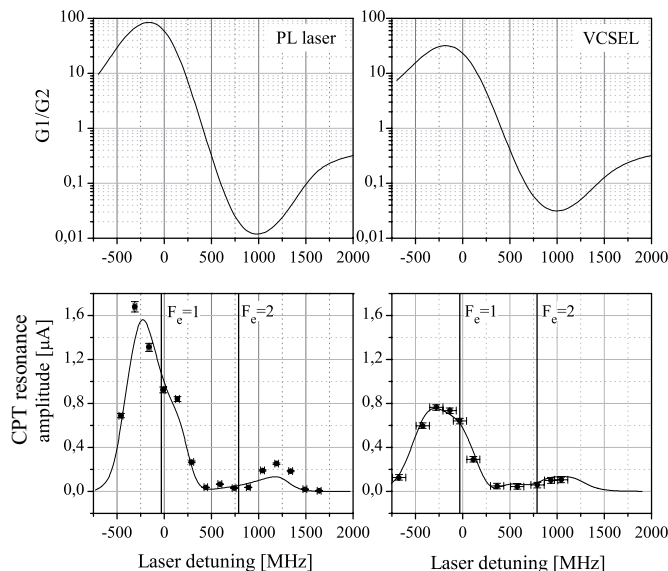 PL laser
VCSEL
G1/G2
100
10
1
0,1
0,01
100
10
1
0,1
0,01
-500 0 500 1000 1500 2000
-500 0 500 1000 1500 2000
CPT resonance
amplitude [μA]
1,6
1,2
0,8
0,4
0,0
Fe=1
Fe=2
1,6
1,2
0,8
0,4
0,0
Fe=1
Fe=2
-500 0 500 1000 1500 2000
-500 0 500 1000 1500 2000
Laser detuning [MHz]
Laser detuning [MHz]